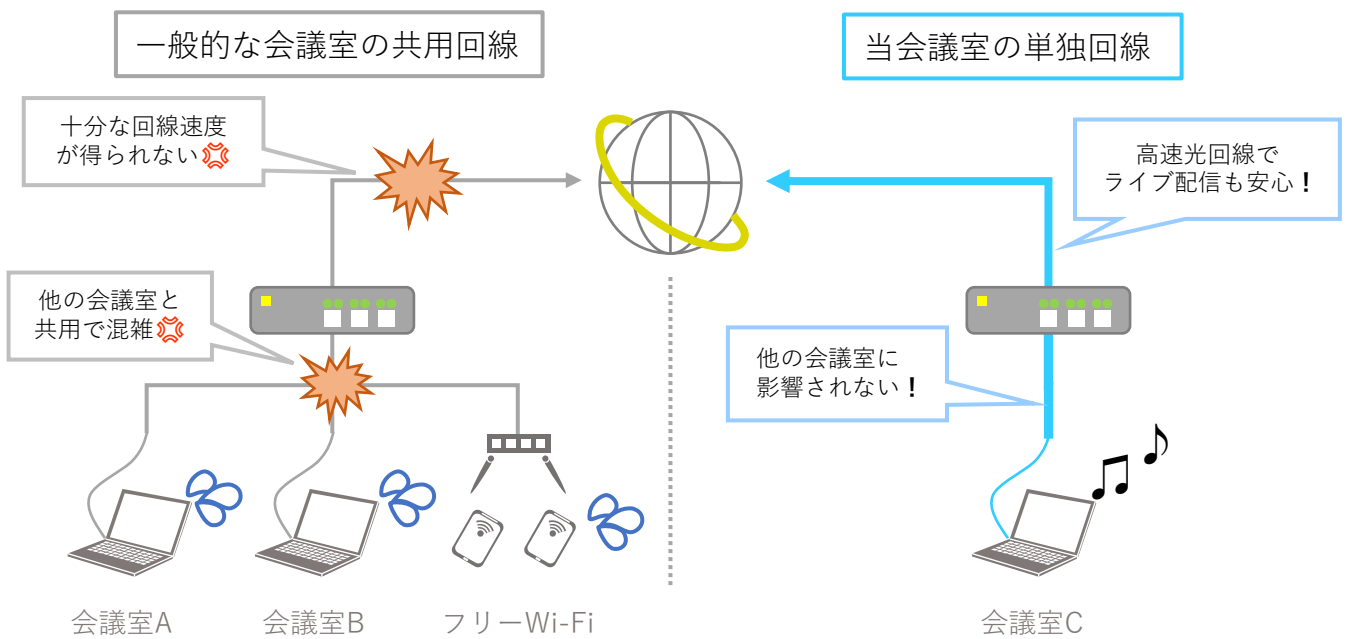 一般的な会議室の共用回線
当会議室の単独回線
十分な回線速度
が得られない💢
高速光回線で
ライブ配信も安心！
他の会議室と
共用で混雑💢
他の会議室に
影響されない！
会議室A
会議室B
フリーWi-Fi
会議室C